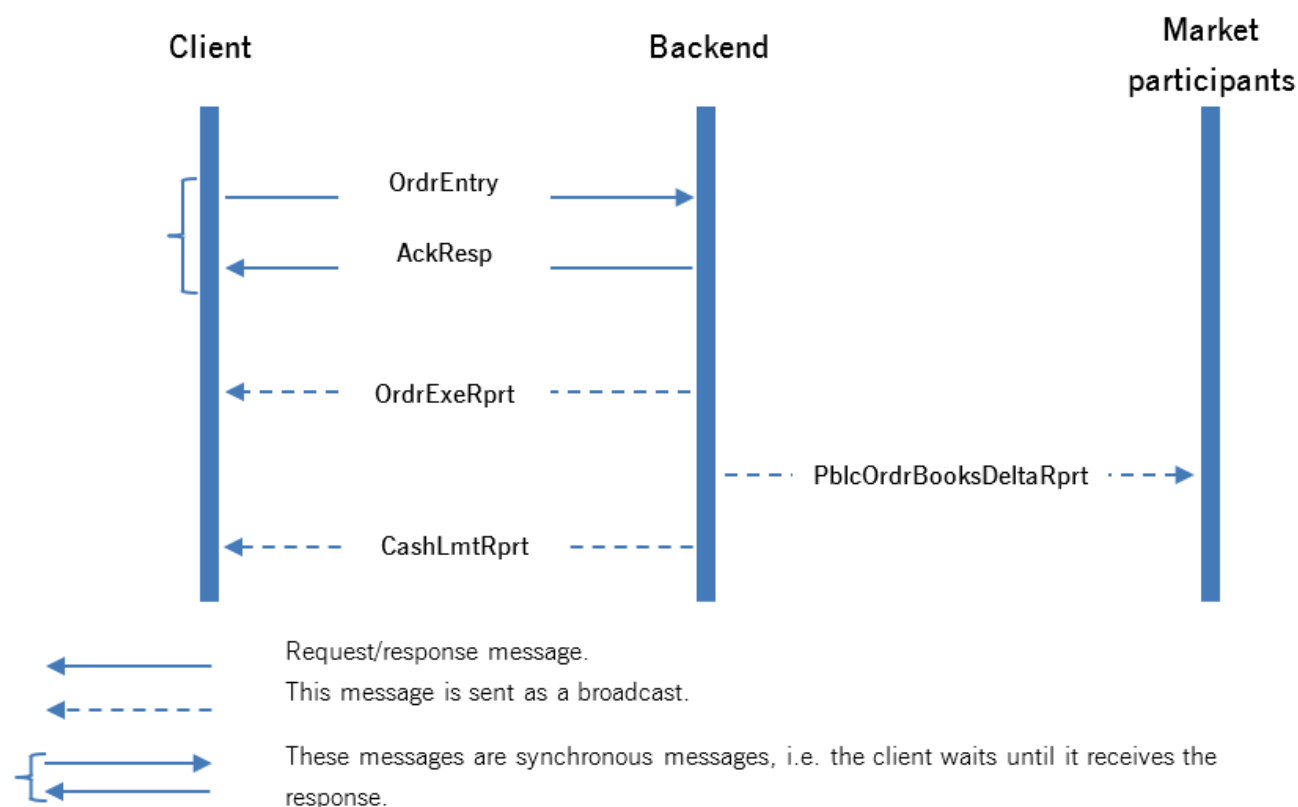 Client
Backend
Market
participants
OrdrEntry
AckResp
OrdrExeRprt
PblcOrdrBooksDeltaRprt
CashLmtRprt
Request/response message.
This message is sent as a broadcast.
These messages are synchronous messages, i.e. the client waits until it receives the
response.